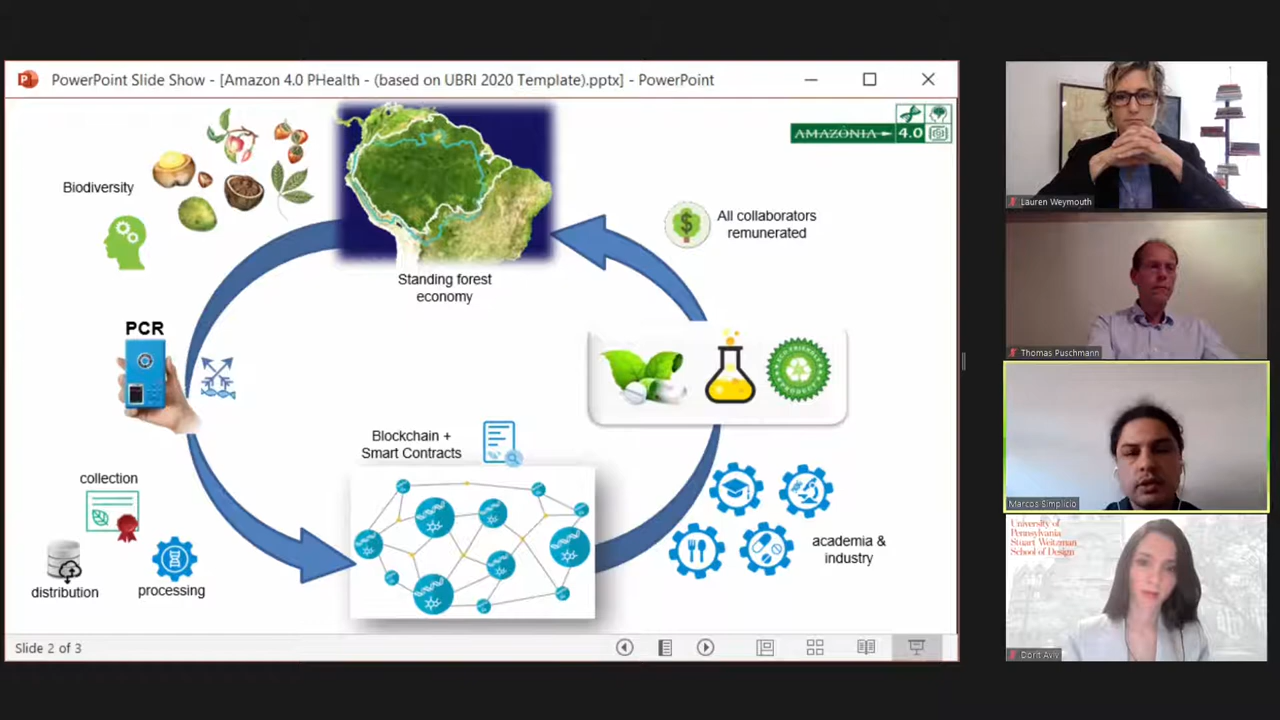 PowerPoint Slide Show - [Amazon 4.0 PHealth - (based on UBRI 2020 Template).pptx] - PowerPoint
AMAZÔNIA 4.0
Biodiversity
All collaborators
remunerated
Standing forest
economy
PCR
Blockchain +
Smart Contracts
collection
academia &
industry
distribution
processing
Slide 2 of 3
Lauren Weymouth
Thomas Puschmann
Marcos Simplicio
University of
Pennsylvania
Stuart Weitzman
School of Design
Dorit Aviv